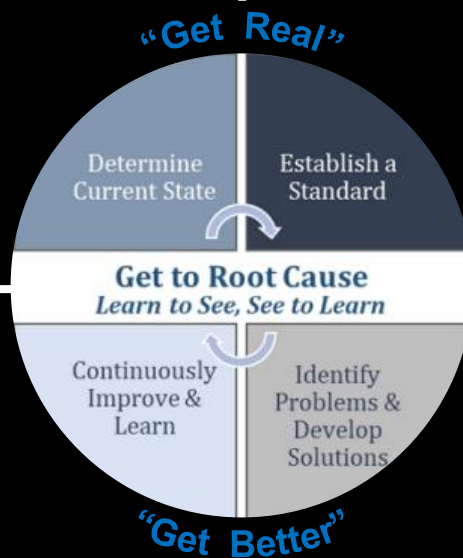 “Get Real”
Determine
Current State
Establish a
Standard
Get to Root Cause
Learn to See, See to Learn
Continuously
Improve &
Learn
Identify
Problems &
Develop
Solutions
“Get Better”